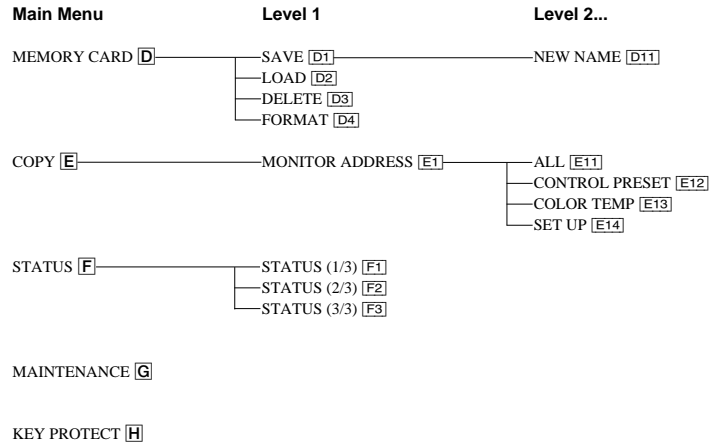 Main Menu Level 1 Level 2...
MEMORY CARD D SAVE D1 NEW NAME D11
LOAD D2
DELETE D3
FORMAT D4
COPY E MONITOR ADDRESS E1 ALL E11
CONTROL PRESET E12
COLOR TEMP E13
SET UP E14
STATUS F STATUS (1/3) F1
STATUS (2/3) F2
STATUS (3/3) F3
MAINTENANCE G
KEY PROTECT H